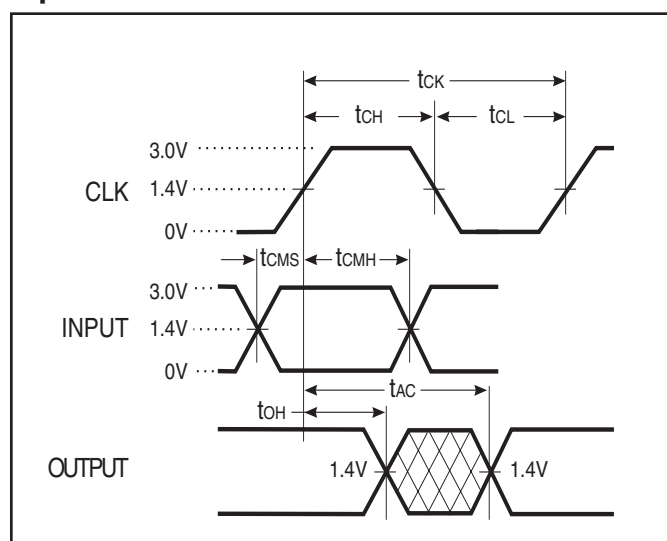 tCK
tCH tCL
3.0V
CLK 1.4V
0V
tCMS tCMH
3.0V
INPUT 1.4V
0V
tAC
tOH
OUTPUT 1.4V 1.4V